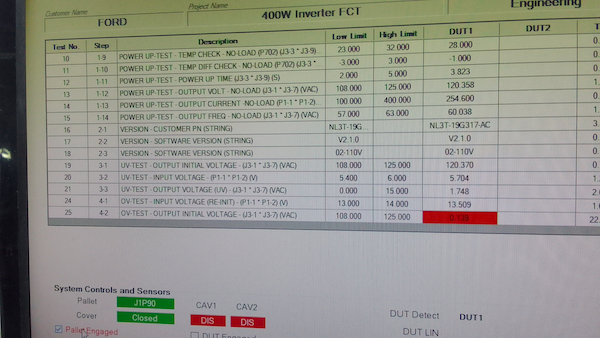 Customer Name
FORD
Project Name
400W Inverter FCT
Engineering
Test No. Step Description Low Limit High Limit DUT1 DUT2 T
10 1-9 POWER UP-TEST - TEMP CHECK - NO-LOAD (P702) (J3-3 * J3-9) 23.000 32.000 28.000 0.
11 1-10 POWER UP-TEST - TEMP DIFF CHECK - NO-LOAD (P702) (J3-3 * -3.000 3.000 -1.000 0.
12 1-11 POWER UP-TEST - POWER UP TIME (J3-3 * J3-9) (S) 2.000 5.000 3.823
13 1-12 POWER UP-TEST - OUTPUT VOLT - NO-LOAD (J3-1 * J3-7) (VAC) 108.000 125.000 120.358
14 1-13 POWER UP-TEST - OUTPUT CURRENT -NO-LOAD (P1-1 * P1-2). 100.000 400.000 254.600
15 1-14 POWER UP-TEST - OUTPUT FREQ - NO-LOAD (J3-1 * J3-7) (VAC) 57.000 63.000 60.038
16 2-1 VERSION - CUSTOMER PN (STRING) NL3T-19G... NL3T-19G317-AC 3.
17 2-2 VERSION - SOFTWARE VERSION (STRING) V2.1.0 V2.1.0
18 2-3 VERSION - SOFTWARE VERSION (STRING) 02-110V 02-110V
19 3-1 UV-TEST - OUTPUT INITIAL VOLTAGE - (J3-1 * J3-7) (VAC) 108.000 125.000 120.370
20 3-2 UV-TEST - INPUT VOLTAGE - (P1-1 * P1-2) (V) 5.400 6.000 5.704
21 3-3 UV-TEST - OUTPUT VOLTAGE (UV) - (J3-1 * J3-7) (VAC) 0.000 15.000 1.748
24 4-1 OV-TEST - INPUT VOLTAGE (RE-INIT) - (P1-1 * P1-2) (V) 13.000 14.000 13.509
25 4-2 OV-TEST - OUTPUT INITIAL VOLTAGE - (J3-1 * J3-7) (VAC) 108.000 125.000 22.
System Controls and Sensors
Pallet J1P90 CAV1 CAV2 DUT Detect DUT1
Cover Closed DIS DIS DUT LIN
Pallet Engaged DUT Engaged